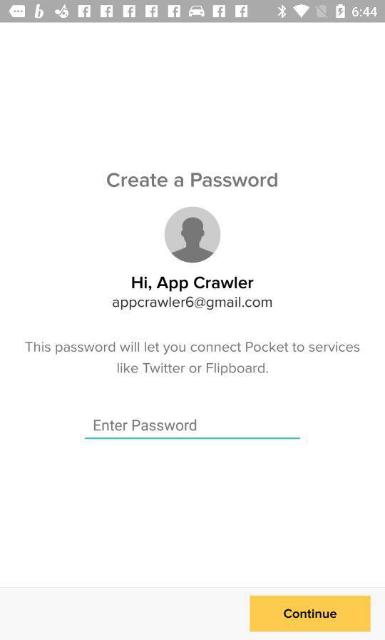 6:44
Create a Password
Hi, App Crawler
appcrawler6@gmail.com
This password will let you connect Pocket to services
like Twitter or Flipboard.
Enter Password
Continue